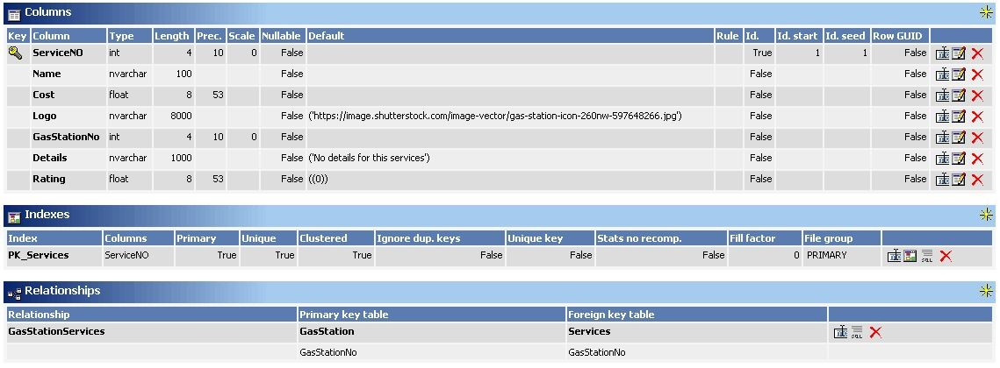 Columns
Key Column Type Length Prec. Scale Nullable Default Rule Id. Id. start Id. seed Row GUID
ServiceNO int 4 10 0 False True 1 1 False
Name nvarchar 100 False False False
Cost float 8 53 False False False
Logo nvarchar 8000 False ('https://image.shutterstock.com/image-vector/gas-station-icon-260nw-597648266.jpg') False False
GasStationNo int 4 10 0 False False False
Details nvarchar 1000 False ('No details for this services') False False
Rating float 8 53 False ((0)) False False
Indexes
Index Columns Primary Unique Clustered Ignore dup. keys Unique key Stats no recomp. Fill factor File group
PK_Services ServiceNO True True True False False False 0 PRIMARY
Relationships
Relationship Primary key table Foreign key table
GasStationServices GasStation Services
GasStationNo GasStationNo